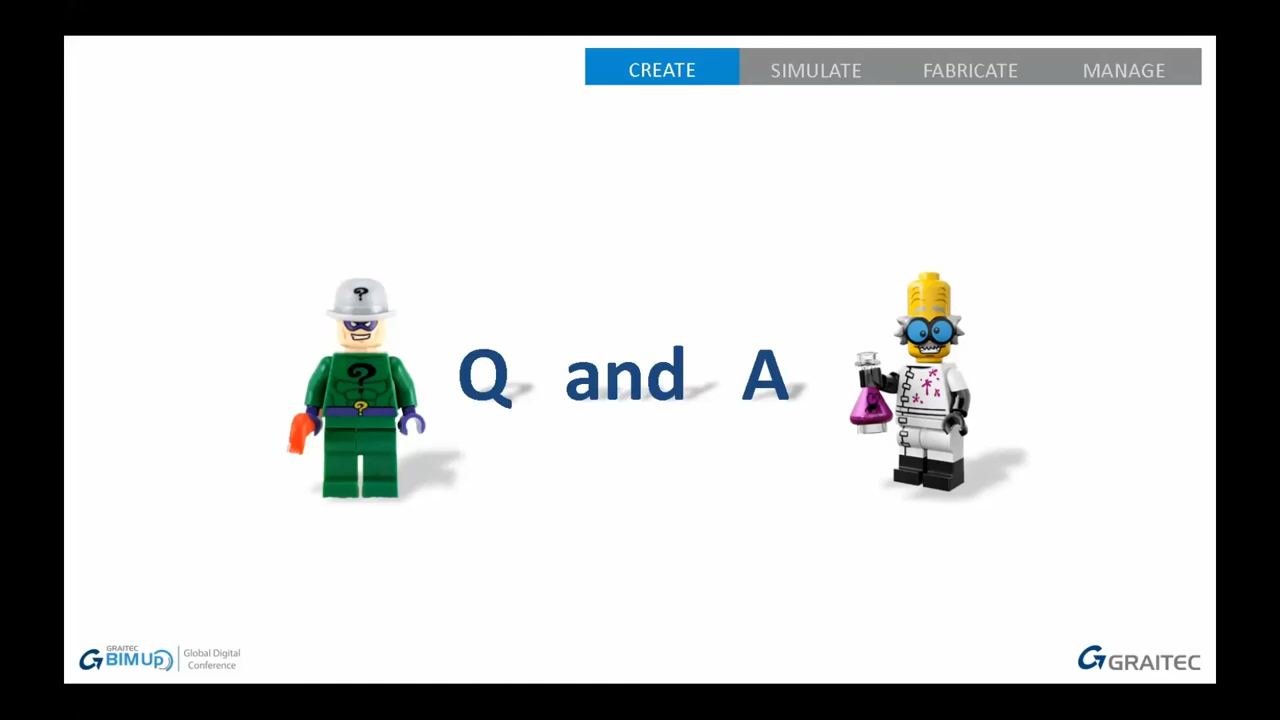 CREATE SIMULATE FABRICATE MANAGE
?
?
?
Q and A
GRAITEC
BIM UP
Global Digital
Conference
GRAITEC